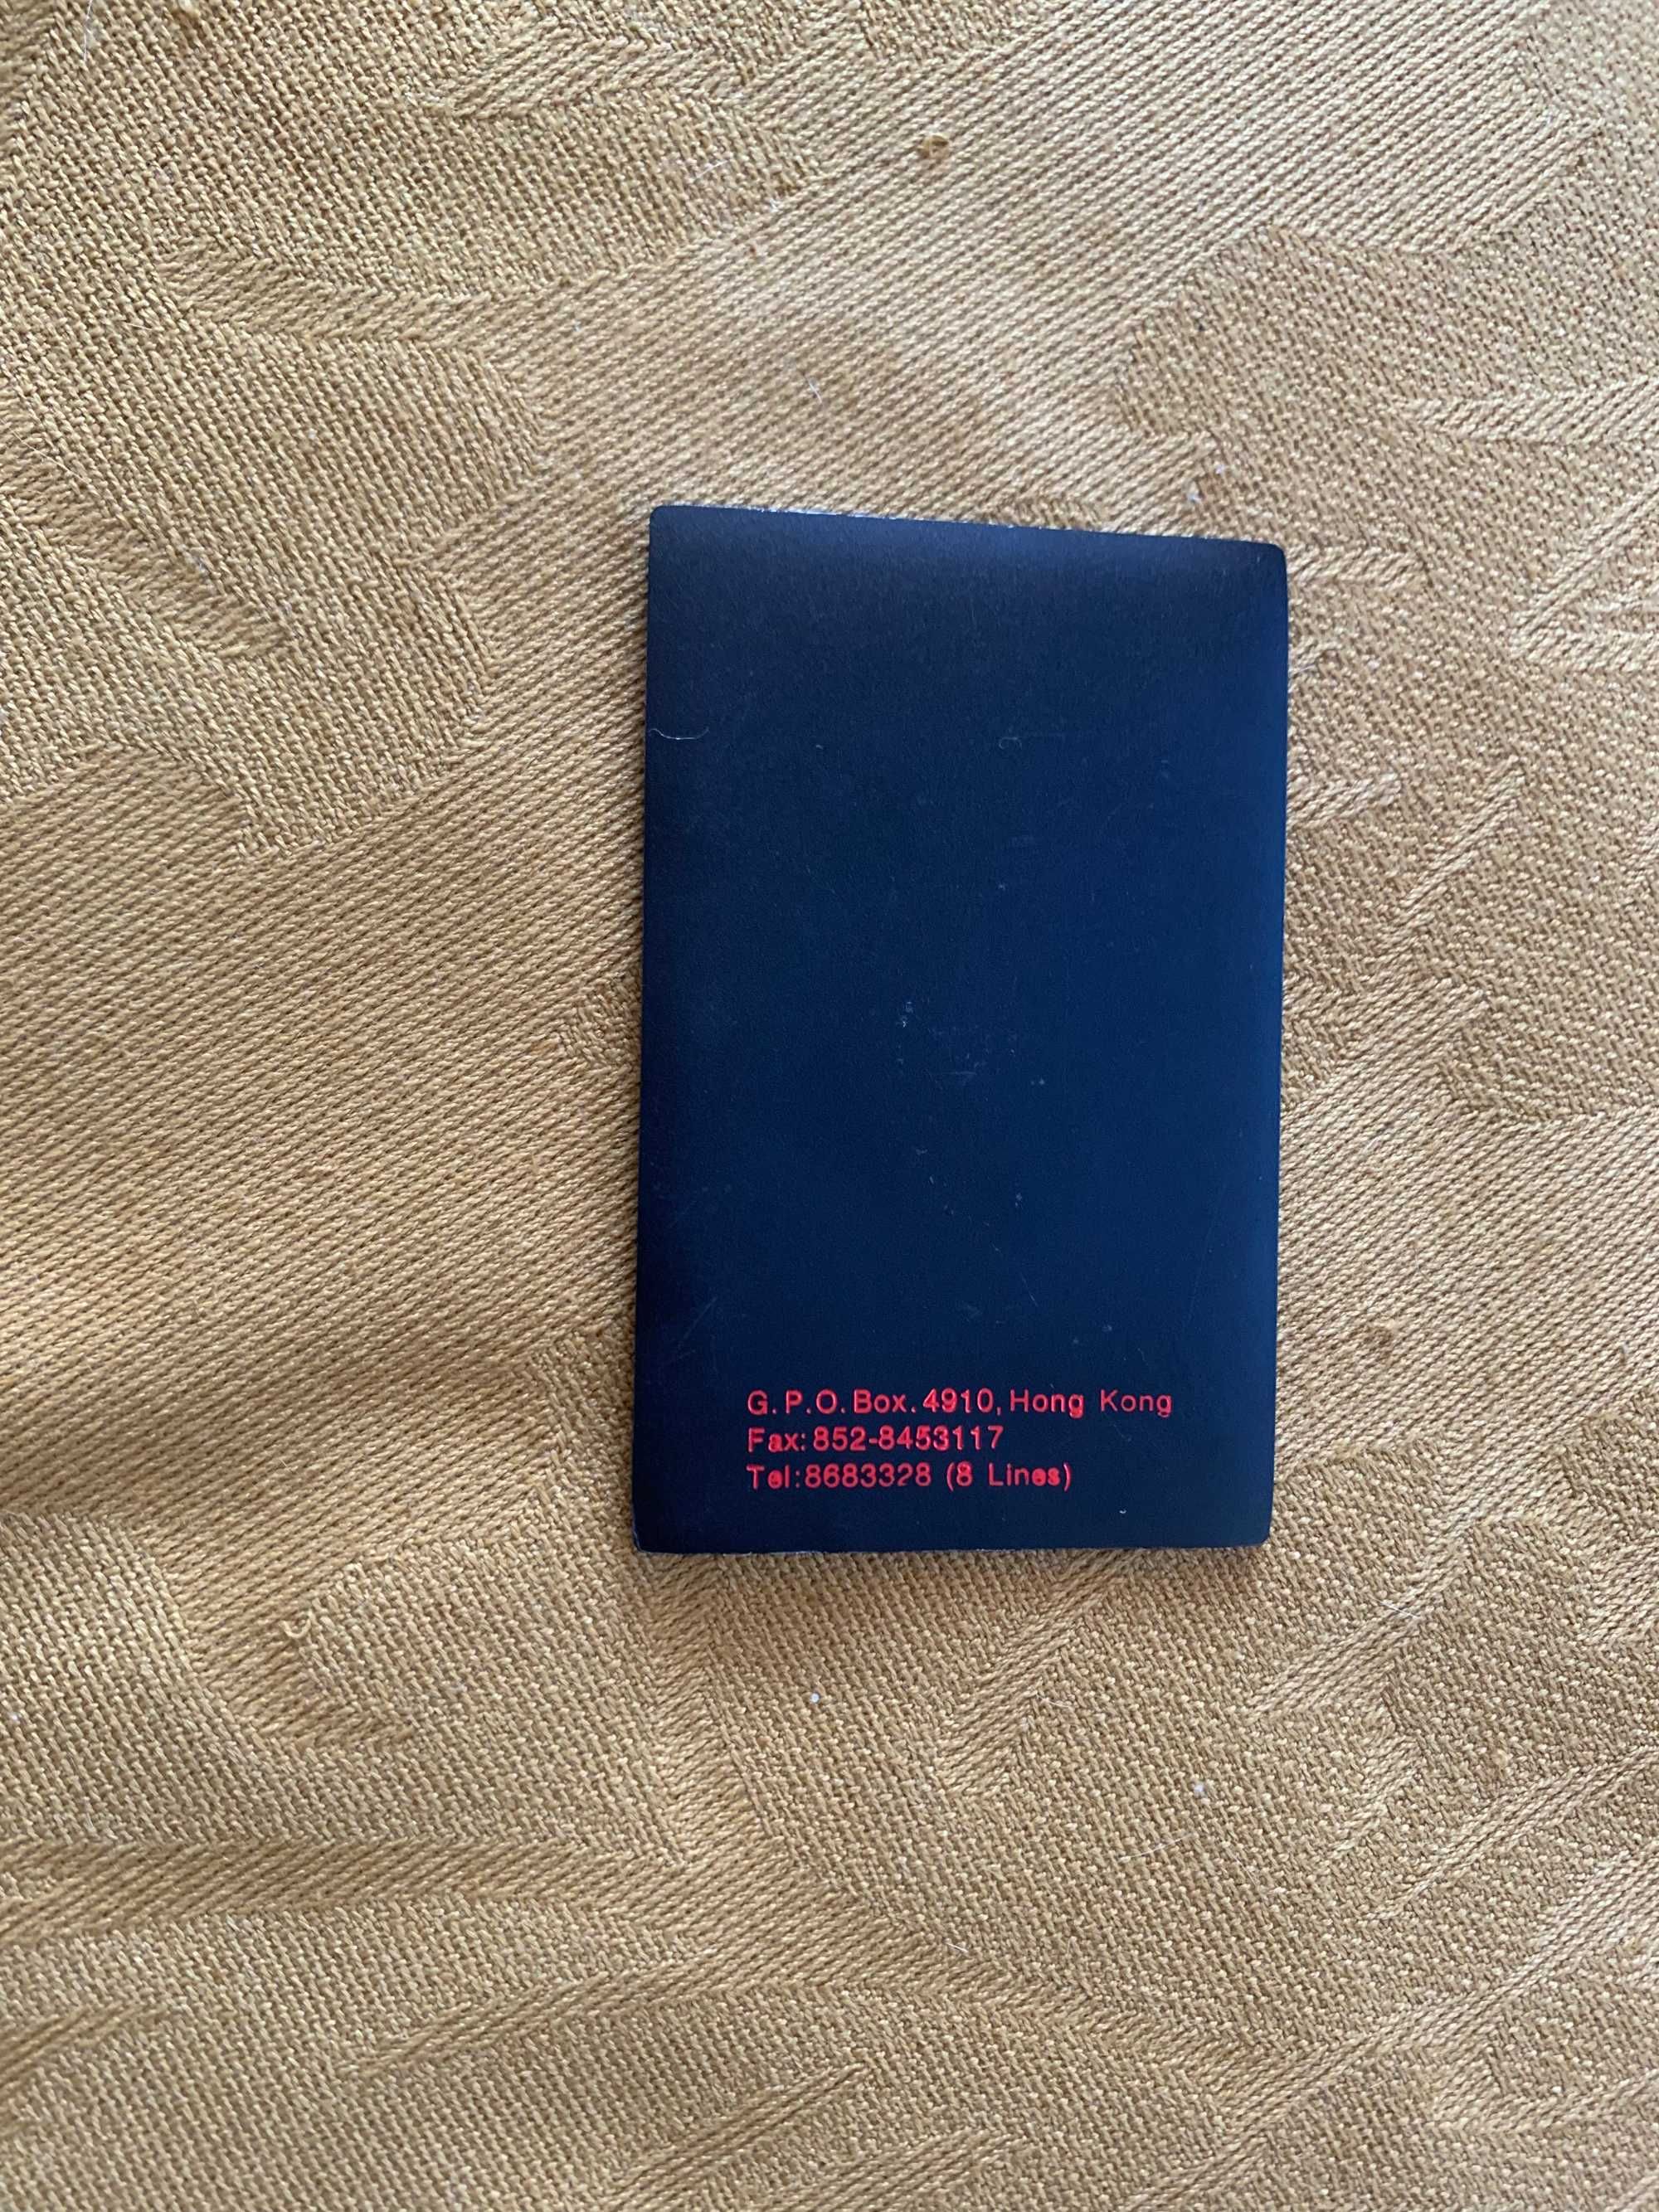 G.P.O.Box.4910, Hong Kong
Fax: 852-8453117
Tel:8683328 (8 Lines)